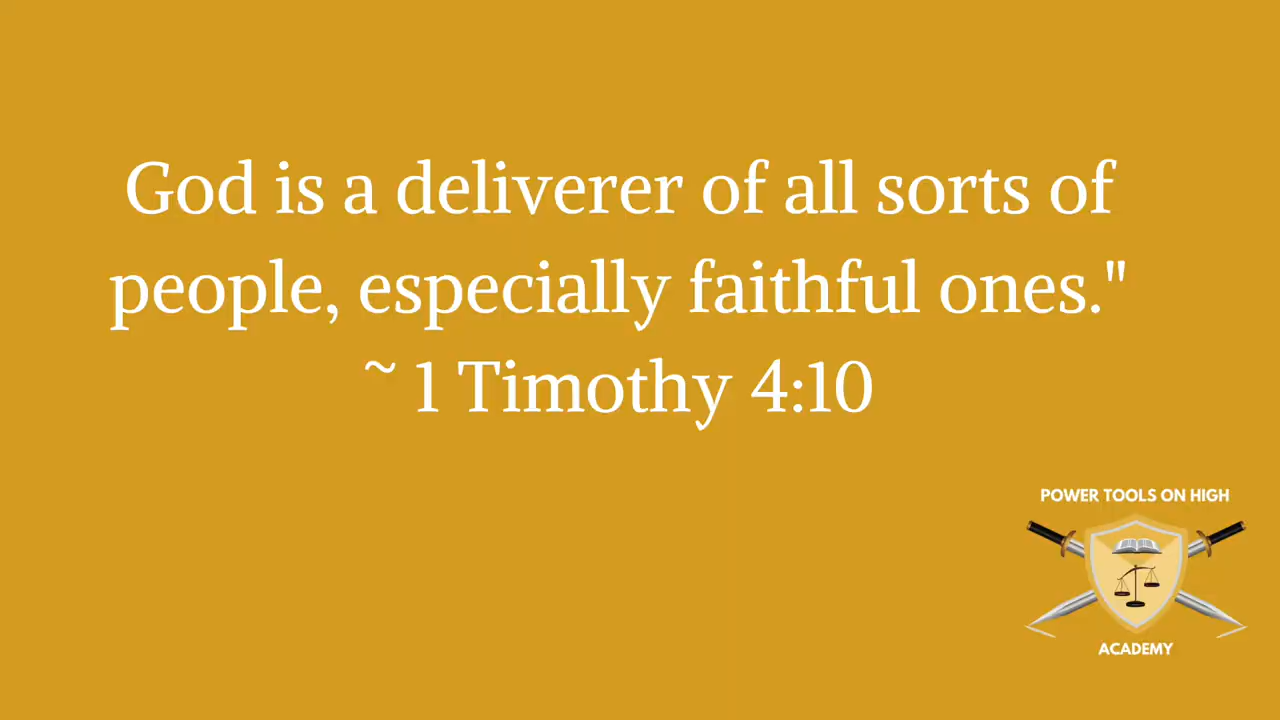 God is a deliverer of all sorts of
people, especially faithful ones."
~ 1 Timothy 4:10
POWER TOOLS ON HIGH
ACADEMY